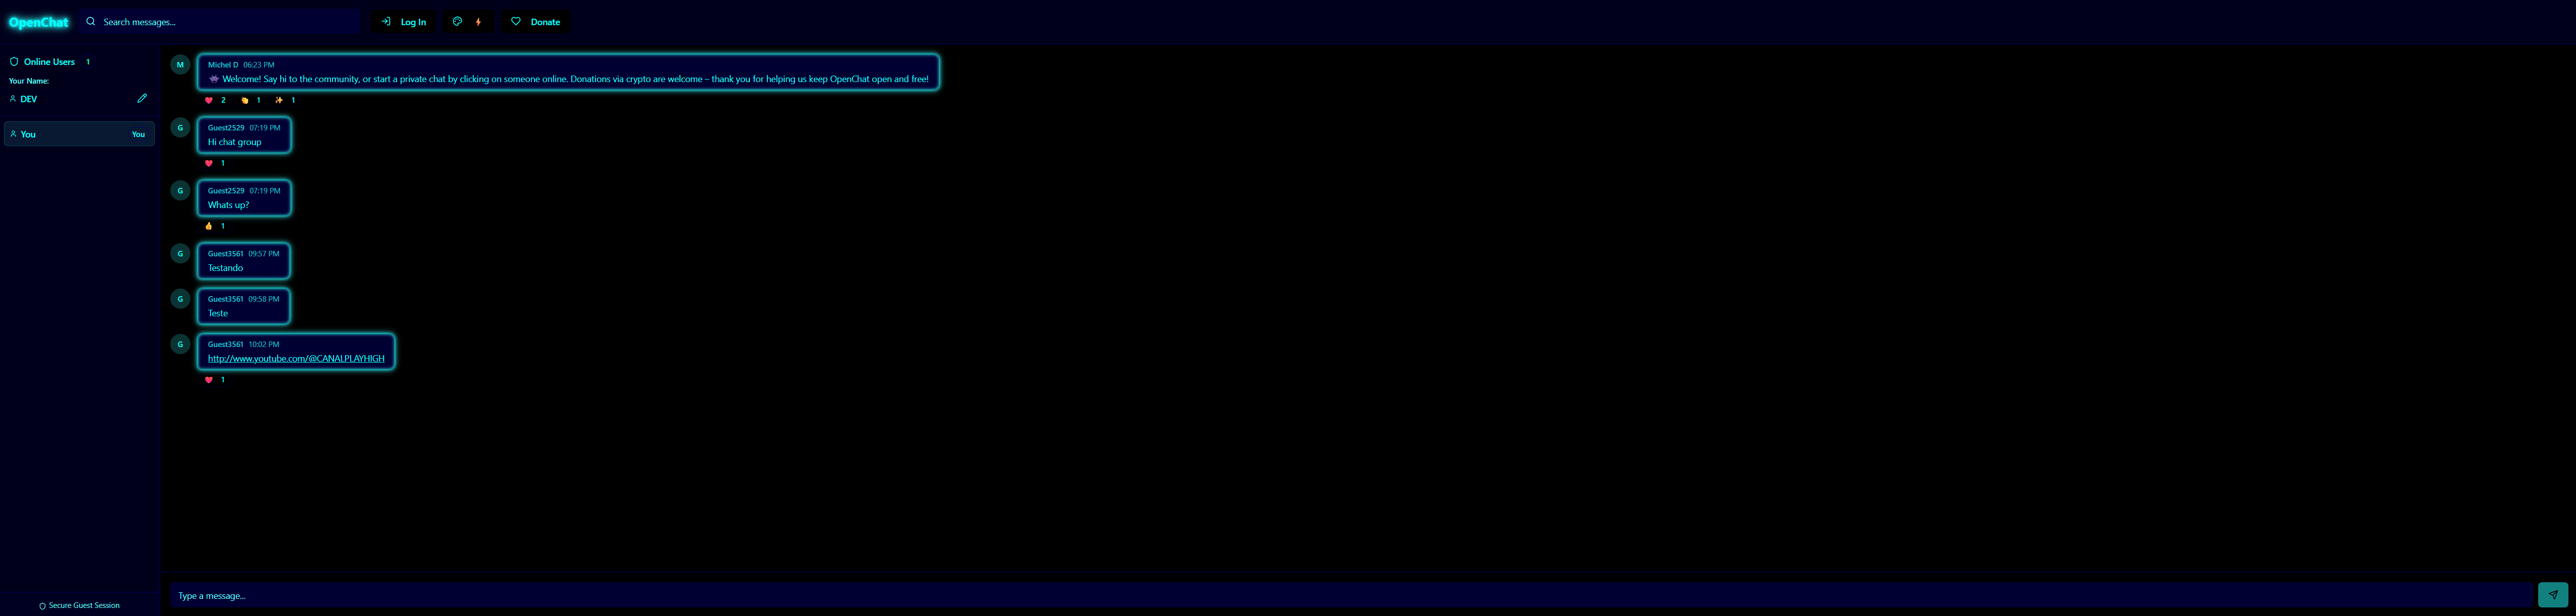 OpenChat
Search messages...
Log In
Donate
Online Users 1
Your Name:
DEV
You You
Secure Guest Session
M
Michel D 06:23 PM
👾 Welcome! Say hi to the community, or start a private chat by clicking on someone online. Donations via crypto are welcome – thank you for helping us keep OpenChat open and free!
❤️ 2 👏 1 ✨ 1
G
Guest2529 07:19 PM
Hi chat group
❤️ 1
G
Guest2529 07:19 PM
Whats up?
👍 1
G
Guest3561 09:57 PM
Testando
G
Guest3561 09:58 PM
Teste
G
Guest3561 10:02 PM
http://www.youtube.com/@CANALPLAYHIGH
❤️ 1
Type a message...